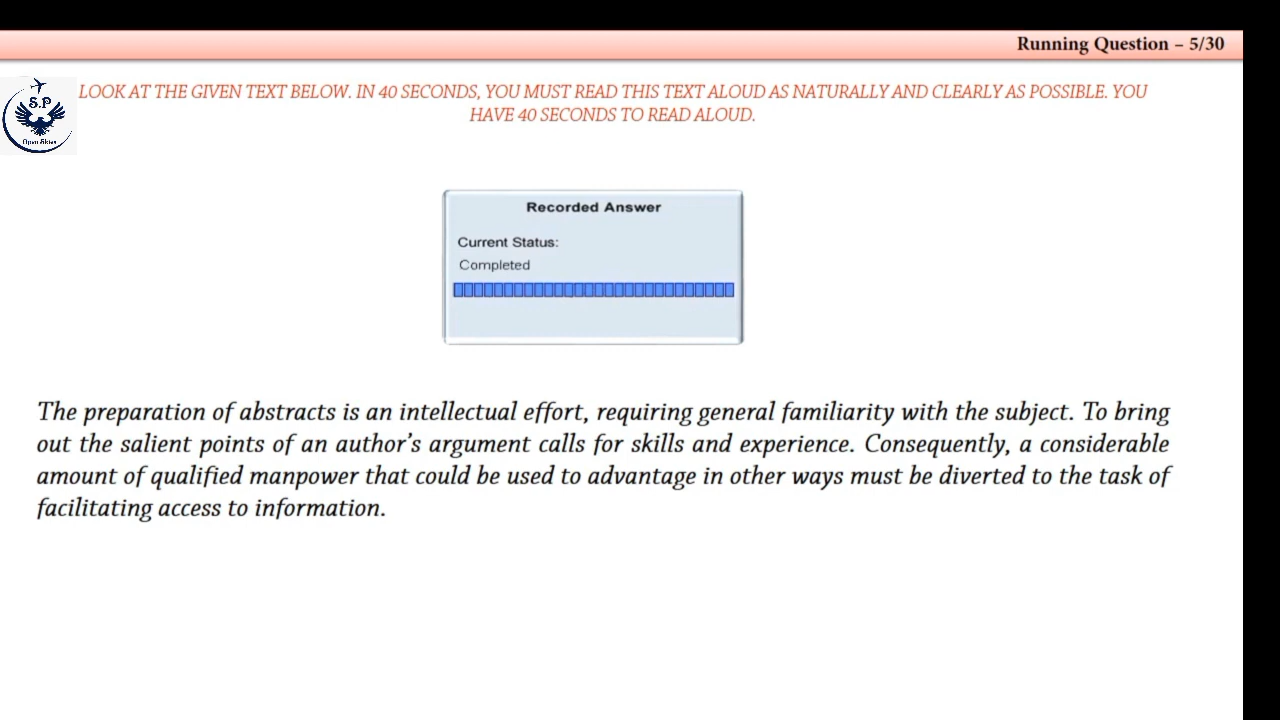 Running Question – 5/30
LOOK AT THE GIVEN TEXT BELOW. IN 40 SECONDS, YOU MUST READ THIS TEXT ALOUD AS NATURALLY AND CLEARLY AS POSSIBLE. YOU
HAVE 40 SECONDS TO READ ALOUD.
S.P
Open Skies
Recorded Answer
Current Status:
Completed
The preparation of abstracts is an intellectual effort, requiring general familiarity with the subject. To bring
out the salient points of an author's argument calls for skills and experience. Consequently, a considerable
amount of qualified manpower that could be used to advantage in other ways must be diverted to the task of
facilitating access to information.